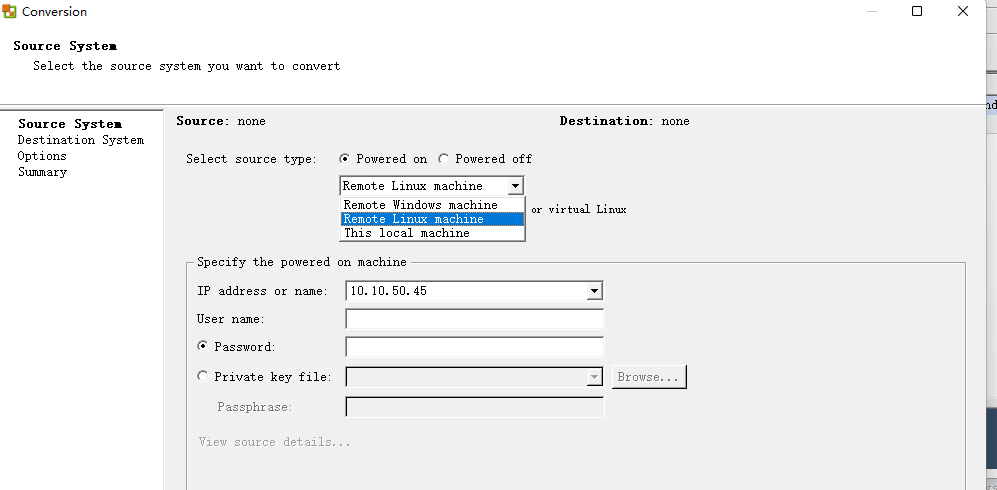 Conversion
Source System
Select the source system you want to convert
Source System
Destination System
Options
Summary
Source: none Destination: none
Select source type: Powered on Powered off
Remote Linux machine
Remote Windows machine
Remote Linux machine
This local machine
or virtual Linux
Specify the powered on machine
IP address or name: 10.10.50.45
User name:
Password:
Private key file: Browse...
Passphrase:
View source details...